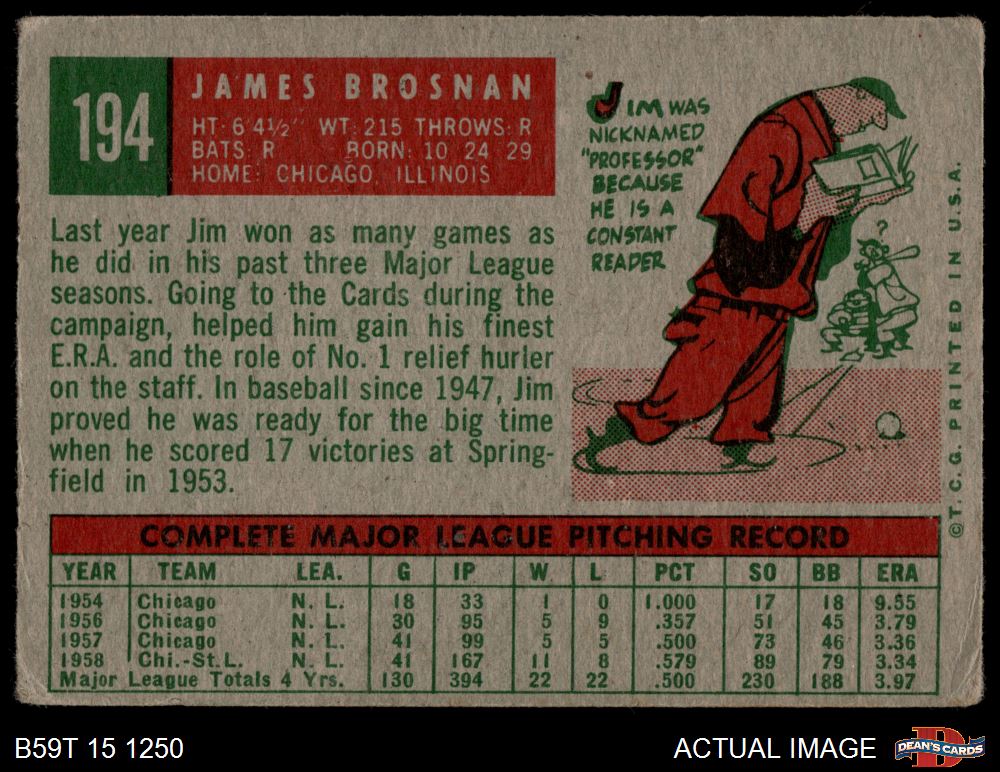 194
JAMES BROSNAN
HT: 6'4½" WT: 215 THROWS: R
BATS: R BORN: 10 24 29
HOME: CHICAGO, ILLINOIS
JIM WAS
NICKNAMED
"PROFESSOR"
BECAUSE
HE IS A
CONSTANT
READER
?
Last year Jim won as many games as
he did in his past three Major League
seasons. Going to the Cards during the
campaign, helped him gain his finest
E.R.A. and the role of No. 1 relief hurler
on the staff. In baseball since 1947, Jim
proved he was ready for the big time
when he scored 17 victories at Spring-
field in 1953.
©T.C.G. PRINTED IN U.S.A.
COMPLETE MAJOR LEAGUE PITCHING RECORD
YEAR TEAM LEA. G IP W L PCT SO BB ERA
1954 Chicago N. L. 18 33 1 0 1.000 17 18 9.55
1956 Chicago N. L. 30 95 5 9 .357 51 45 3.79
1957 Chicago N. L. 41 99 5 5 .500 73 46 3.36
1958 Chi.-St.L. N. L. 41 167 11 8 .579 89 79 3.34
Major League Totals 4 Yrs. 130 394 22 22 .500 230 188 3.97
B59T 15 1250
ACTUAL IMAGE
D
DEAN'S CARDS